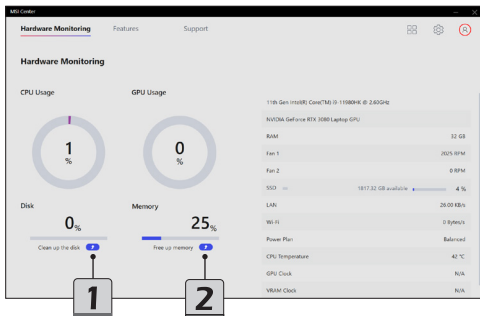 MSI Center
Hardware Monitoring Features Support
Hardware Monitoring
CPU Usage GPU Usage
1
%
0
%
Disk Memory
0%
25%
Clean up the disk Free up memory
1 2
11th Gen Intel(R) Core(TM) i9-11980HK @ 2.60GHz
NVIDIA GeForce RTX 3080 Laptop GPU
RAM 32 GB
Fan 1 2025 RPM
Fan 2 0 RPM
SSD 1817.32 GB available 4 %
LAN 28.00 KB/s
Wi-Fi 0 Bytes/s
Power Plan Balanced
CPU Temperature 42 °C
GPU Clock N/A
VRAM Clock N/A